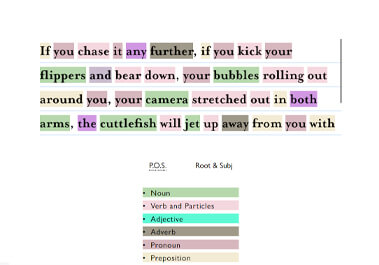 If you chase it any further, if you kick your
flippers and bear down, your bubbles rolling out
around you, your camera stretched out in both
arms, the cuttlefish will jet up away from you with
P.O.S. Root & Subj
• Noun
• Verb and Particles
• Adjective
• Adverb
• Pronoun
• Preposition